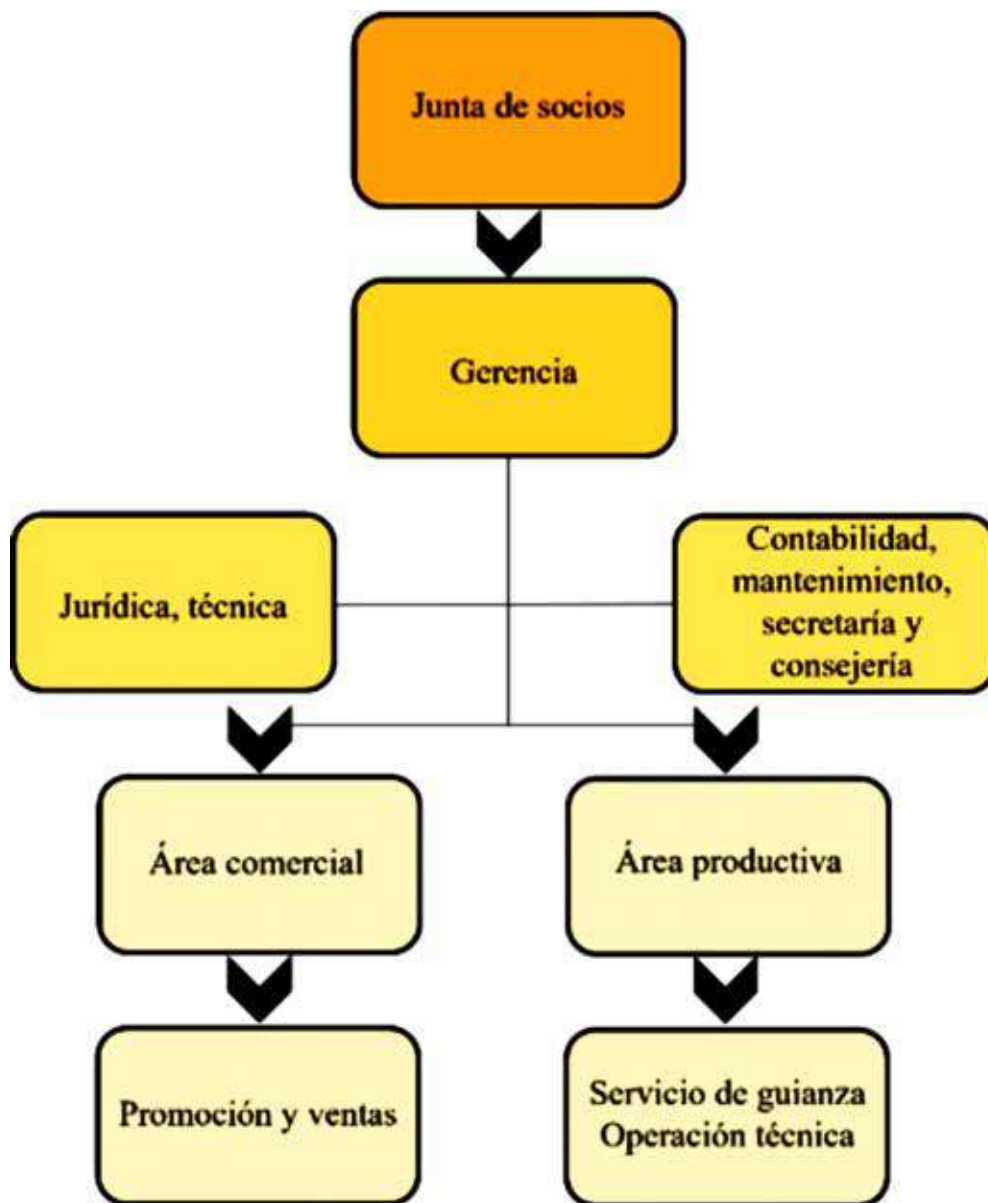 Junta de socios
Gerencia
Jurídica, técnica
Contabilidad,
mantenimiento,
secretaría y
consejería
Área comercial
Área productiva
Promoción y ventas
Servicio de guianza
Operación técnica